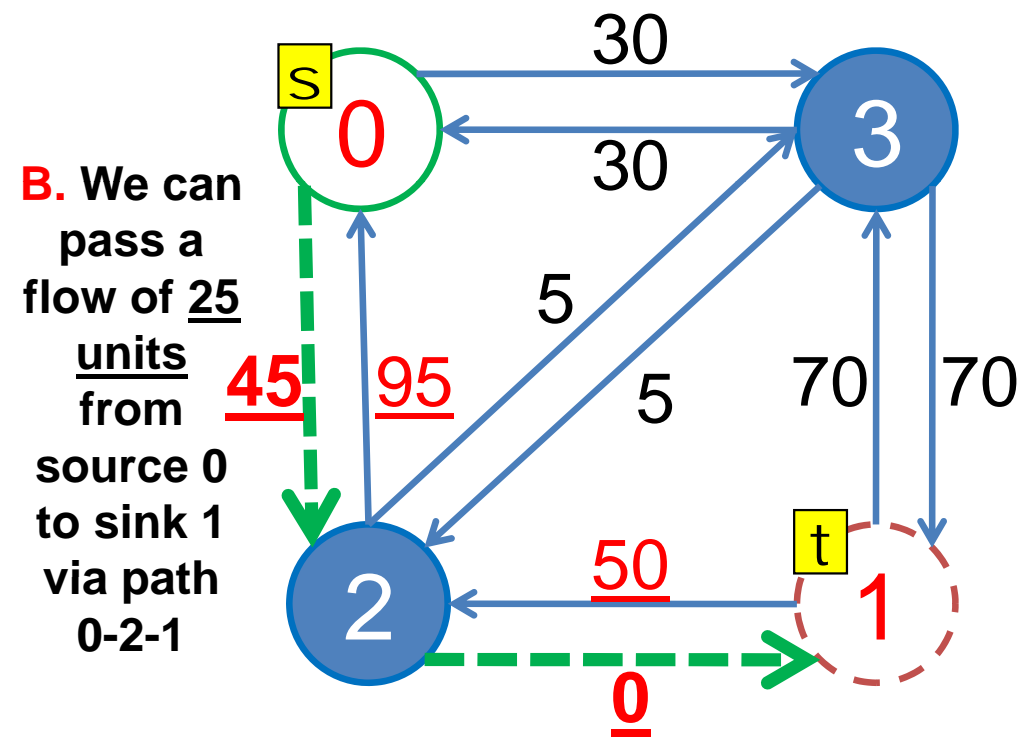 30
s
0
3
30
B. We can
pass a
flow of 25
units
from
source 0
to sink 1
via path
0-2-1
45
95
5
5
70
70
t
50
2
1
0